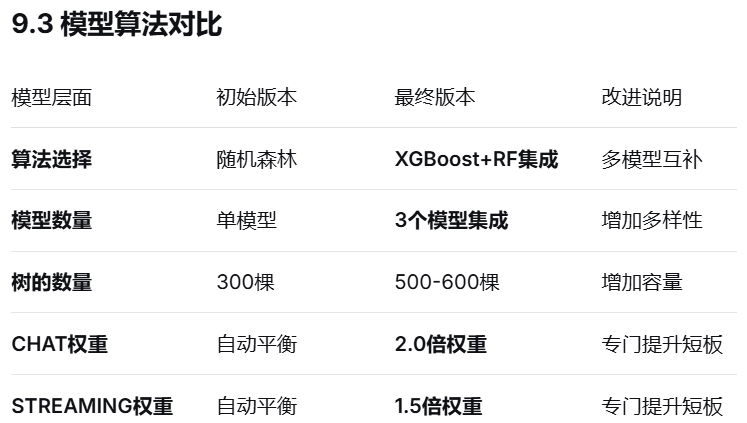 9.3 模型算法对比
模型层面 初始版本 最终版本 改进说明
算法选择 随机森林 XGBoost+RF集成 多模型互补
模型数量 单模型 3个模型集成 增加多样性
树的数量 300棵 500-600棵 增加容量
CHAT权重 自动平衡 2.0倍权重 专门提升短板
STREAMING权重 自动平衡 1.5倍权重 专门提升短板